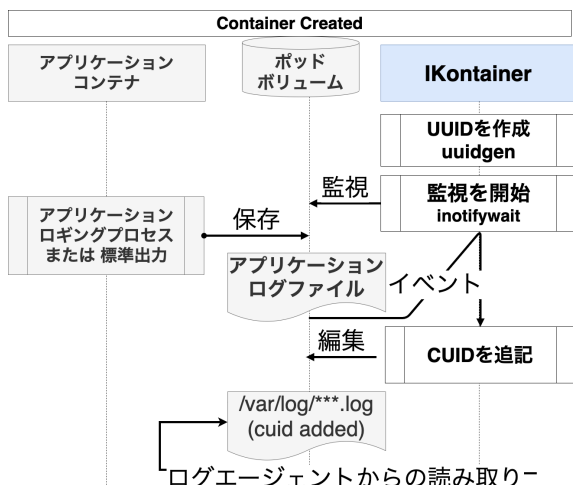 Container Created
アプリケーション
コンテナ
ポッド
ボリューム
IKontainer
UUIDを作成
uuidgen
監視
監視を開始
inotifywait
アプリケーション
ロギングプロセス
または 標準出力
保存
アプリケーション
ログファイル
イベント
編集
CUIDを追記
/var/log/***.log
(cuid added)
ログエージェントからの読み取り